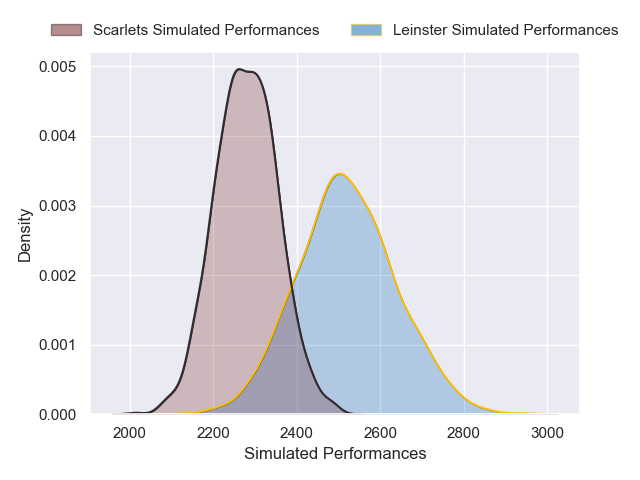 Scarlets Simulated Performances Leinster Simulated Performances
0.005
0.004
0.003
0.002
0.001
0.000
Density
2000 2200 2400 2600 2800 3000
Simulated Performances